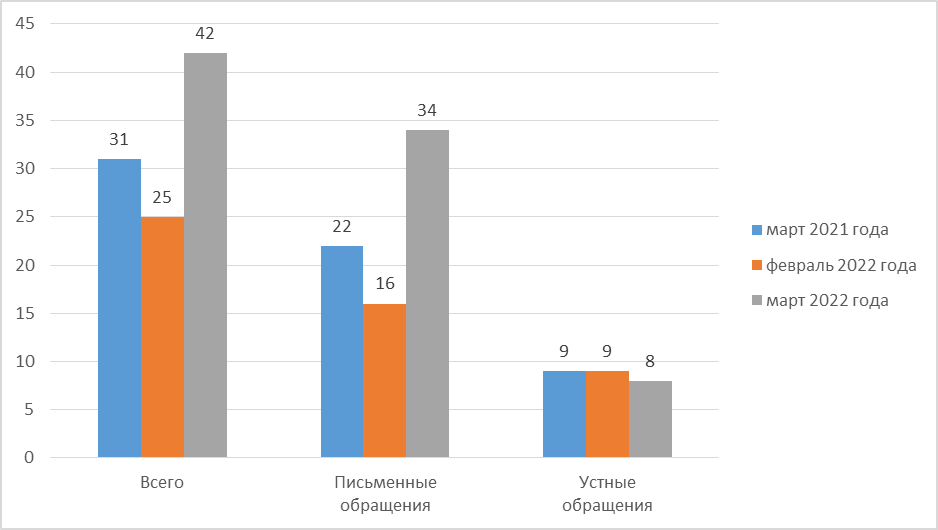 45
40
35
30
25
20
15
10
5
0
31
25
42
22
16
34
9
9
8
Всего
Письменные
обращения
Устные
обращения
март 2021 года
февраль 2022 года
март 2022 года